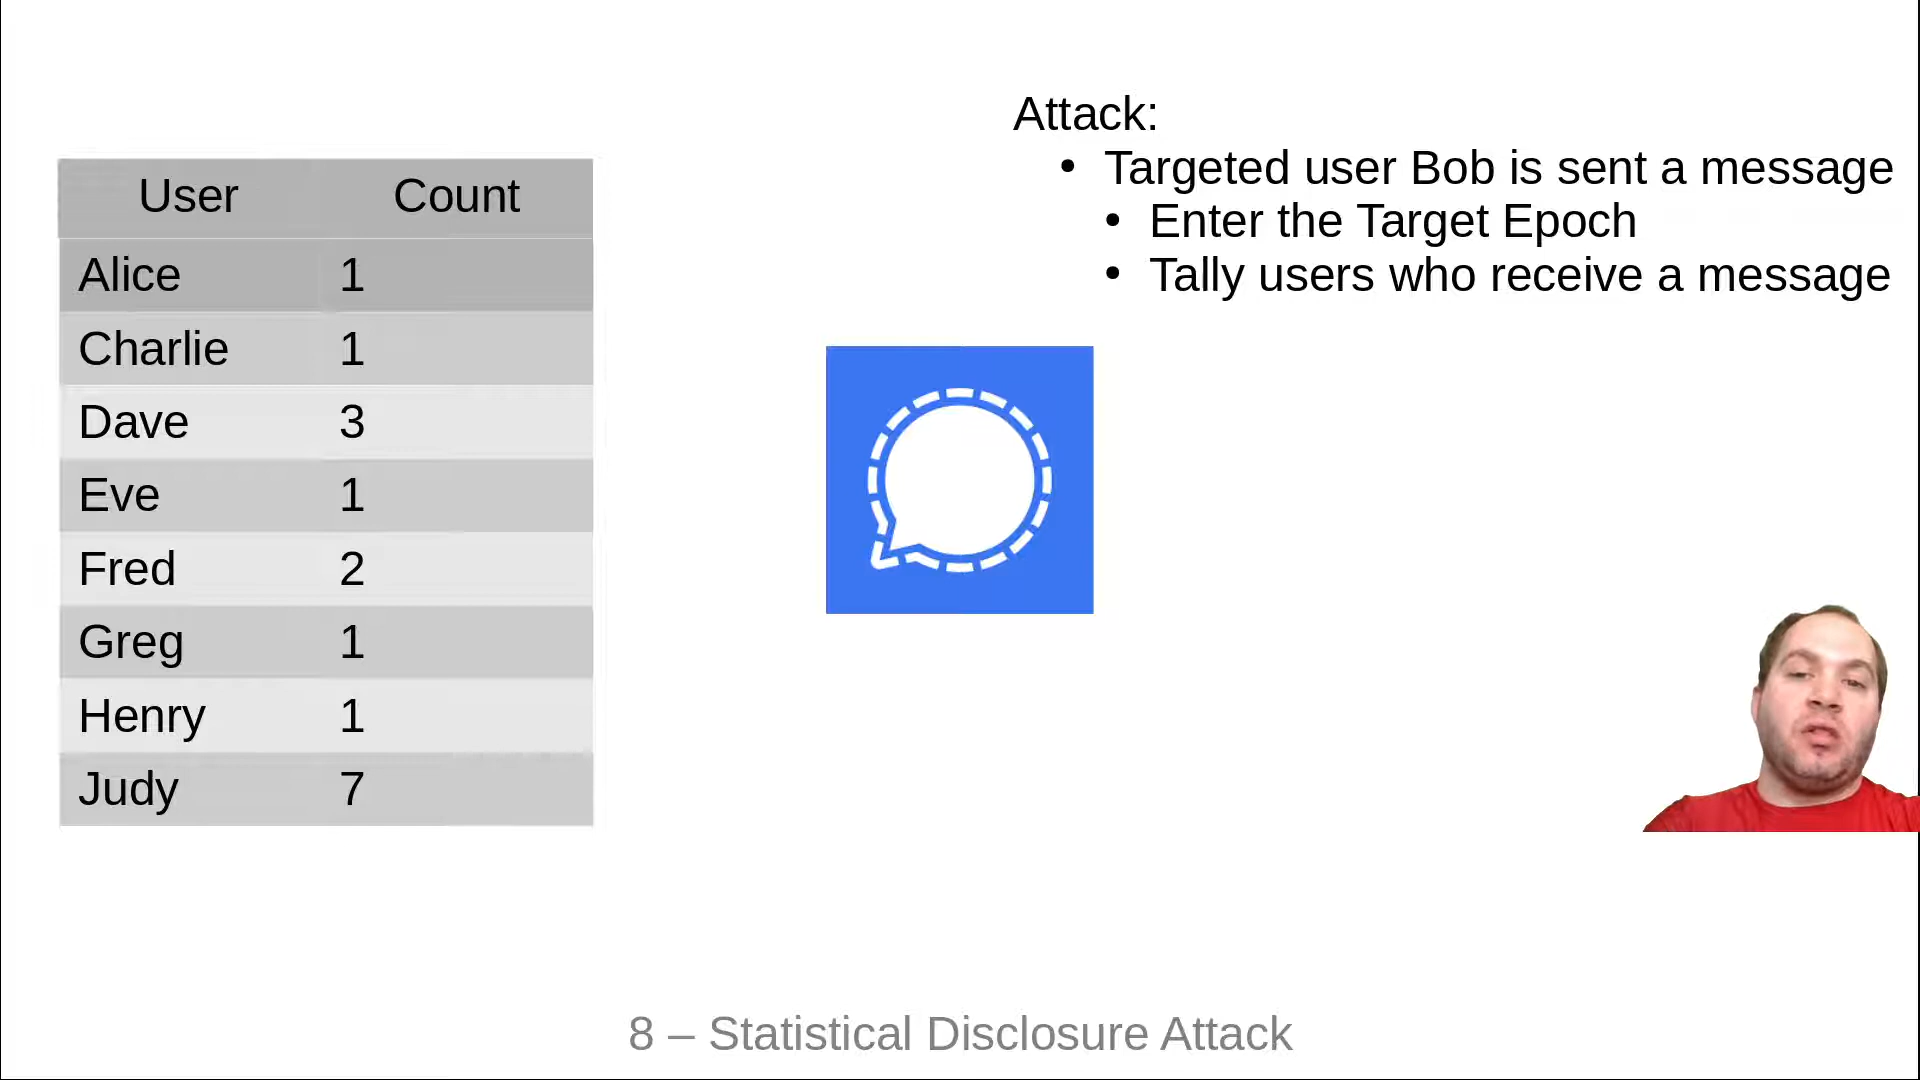 Attack:
• Targeted user Bob is sent a message
• Enter the Target Epoch
• Tally users who receive a message
User Count
Alice 1
Charlie 1
Dave 3
Eve 1
Fred 2
Greg 1
Henry 1
Judy 7
8 – Statistical Disclosure Attack